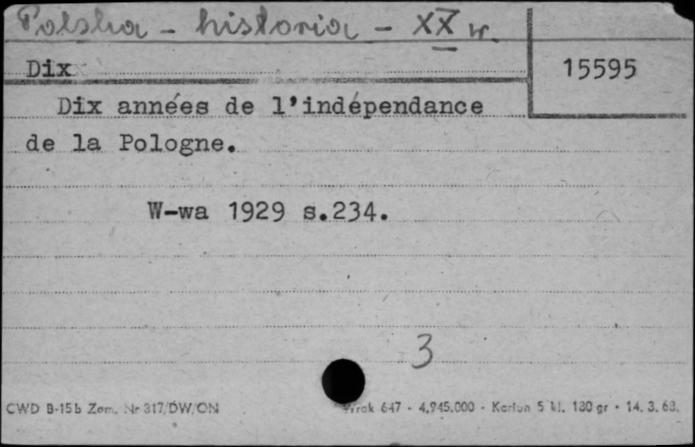 Polska - historia - XX w.
Dix
15595
Dix années de l'indépendance
de la Pologne.
W-wa 1929 s.234.
3
CWD B-15b Zam. Nr 317/DW/ON
647 - 4.945.000 - Karton 5 kl. 180 gr - 14. 3. 63.